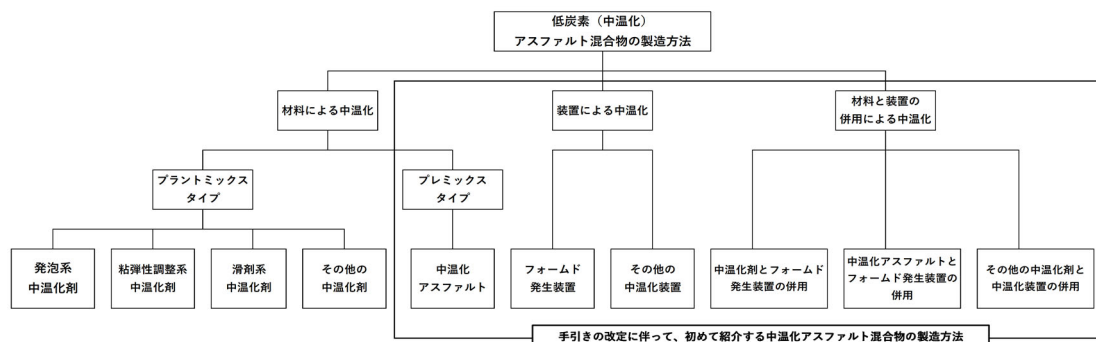 低炭素（中温化）
アスファルト混合物の製造方法
材料による中温化
装置による中温化
材料と装置の
併用による中温化
プラントミックス
タイプ
プレミックス
タイプ
発泡系
中温化剤
粘弾性調整系
中温化剤
滑剤系
中温化剤
その他の
中温化剤
中温化
アスファルト
フォームド
発生装置
その他の
中温化装置
中温化剤とフォームド
発生装置の併用
中温化アスファルトと
フォームド発生装置の
併用
その他の中温化剤と
中温化装置の併用
手引きの改定に伴って、初めて紹介する中温化アスファルト混合物の製造方法